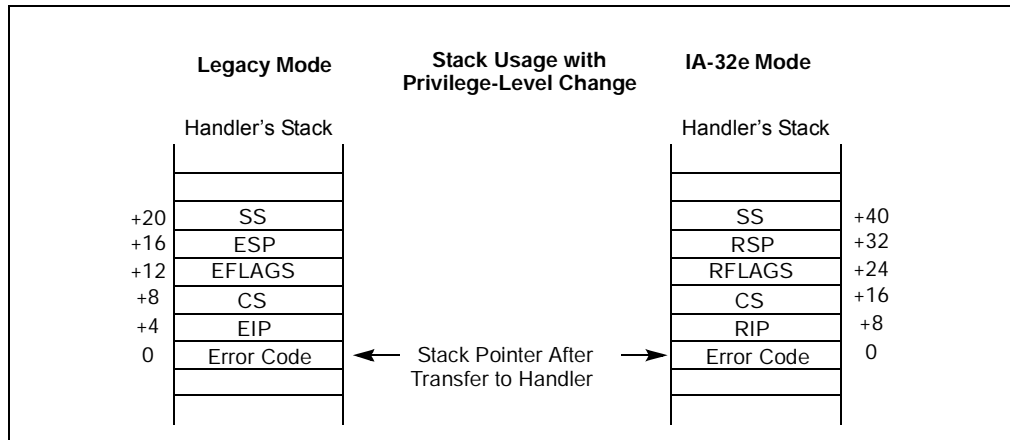 Legacy Mode
Stack Usage with
Privilege-Level Change
IA-32e Mode
Handler's Stack
Handler's Stack
+20 SS
+16 ESP
+12 EFLAGS
+8 CS
+4 EIP
0 Error Code
SS +40
RSP +32
RFLAGS +24
CS +16
RIP +8
Error Code 0
Stack Pointer After
Transfer to Handler